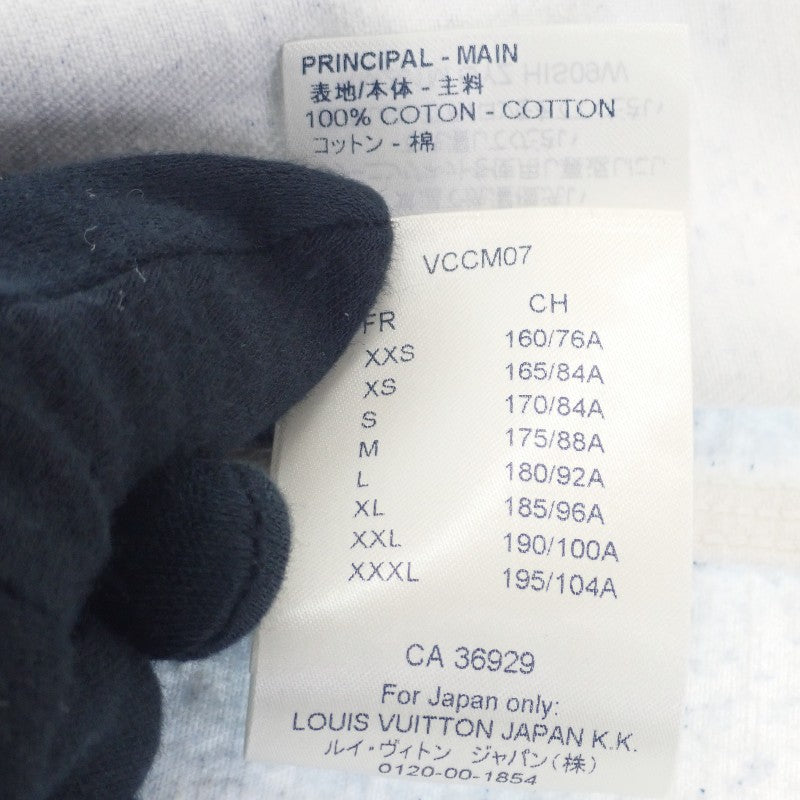 PRINCIPAL - MAIN
表地/本体 - 主料
100% COTON - COTTON
コットン - 棉
VCCM07
FR CH
XXS 160/76A
XS 165/84A
S 170/84A
M 175/88A
L 180/92A
XL 185/96A
XXL 190/100A
XXXL 195/104A
CA 36929
For Japan only:
LOUIS VUITTON JAPAN K.K.
ルイ・ヴィトン ジャパン(株)
0120-00-1854